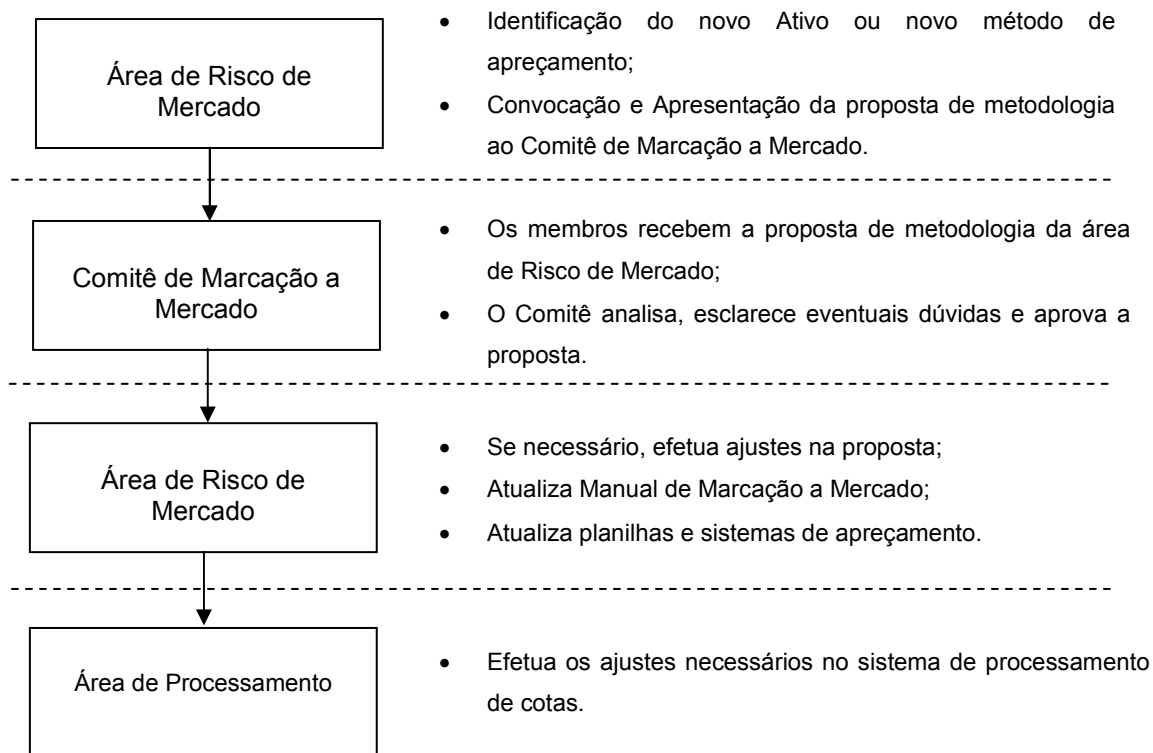 Área de Risco de
Mercado
• Identificação do novo Ativo ou novo método de
apreçamento;
• Convocação e Apresentação da proposta de metodologia
ao Comitê de Marcação a Mercado.
Comitê de Marcação a
Mercado
• Os membros recebem a proposta de metodologia da área
de Risco de Mercado;
• O Comitê analisa, esclarece eventuais dúvidas e aprova a
proposta.
Área de Risco de
Mercado
• Se necessário, efetua ajustes na proposta;
• Atualiza Manual de Marcação a Mercado;
• Atualiza planilhas e sistemas de apreçamento.
Área de Processamento
• Efetua os ajustes necessários no sistema de processamento
de cotas.